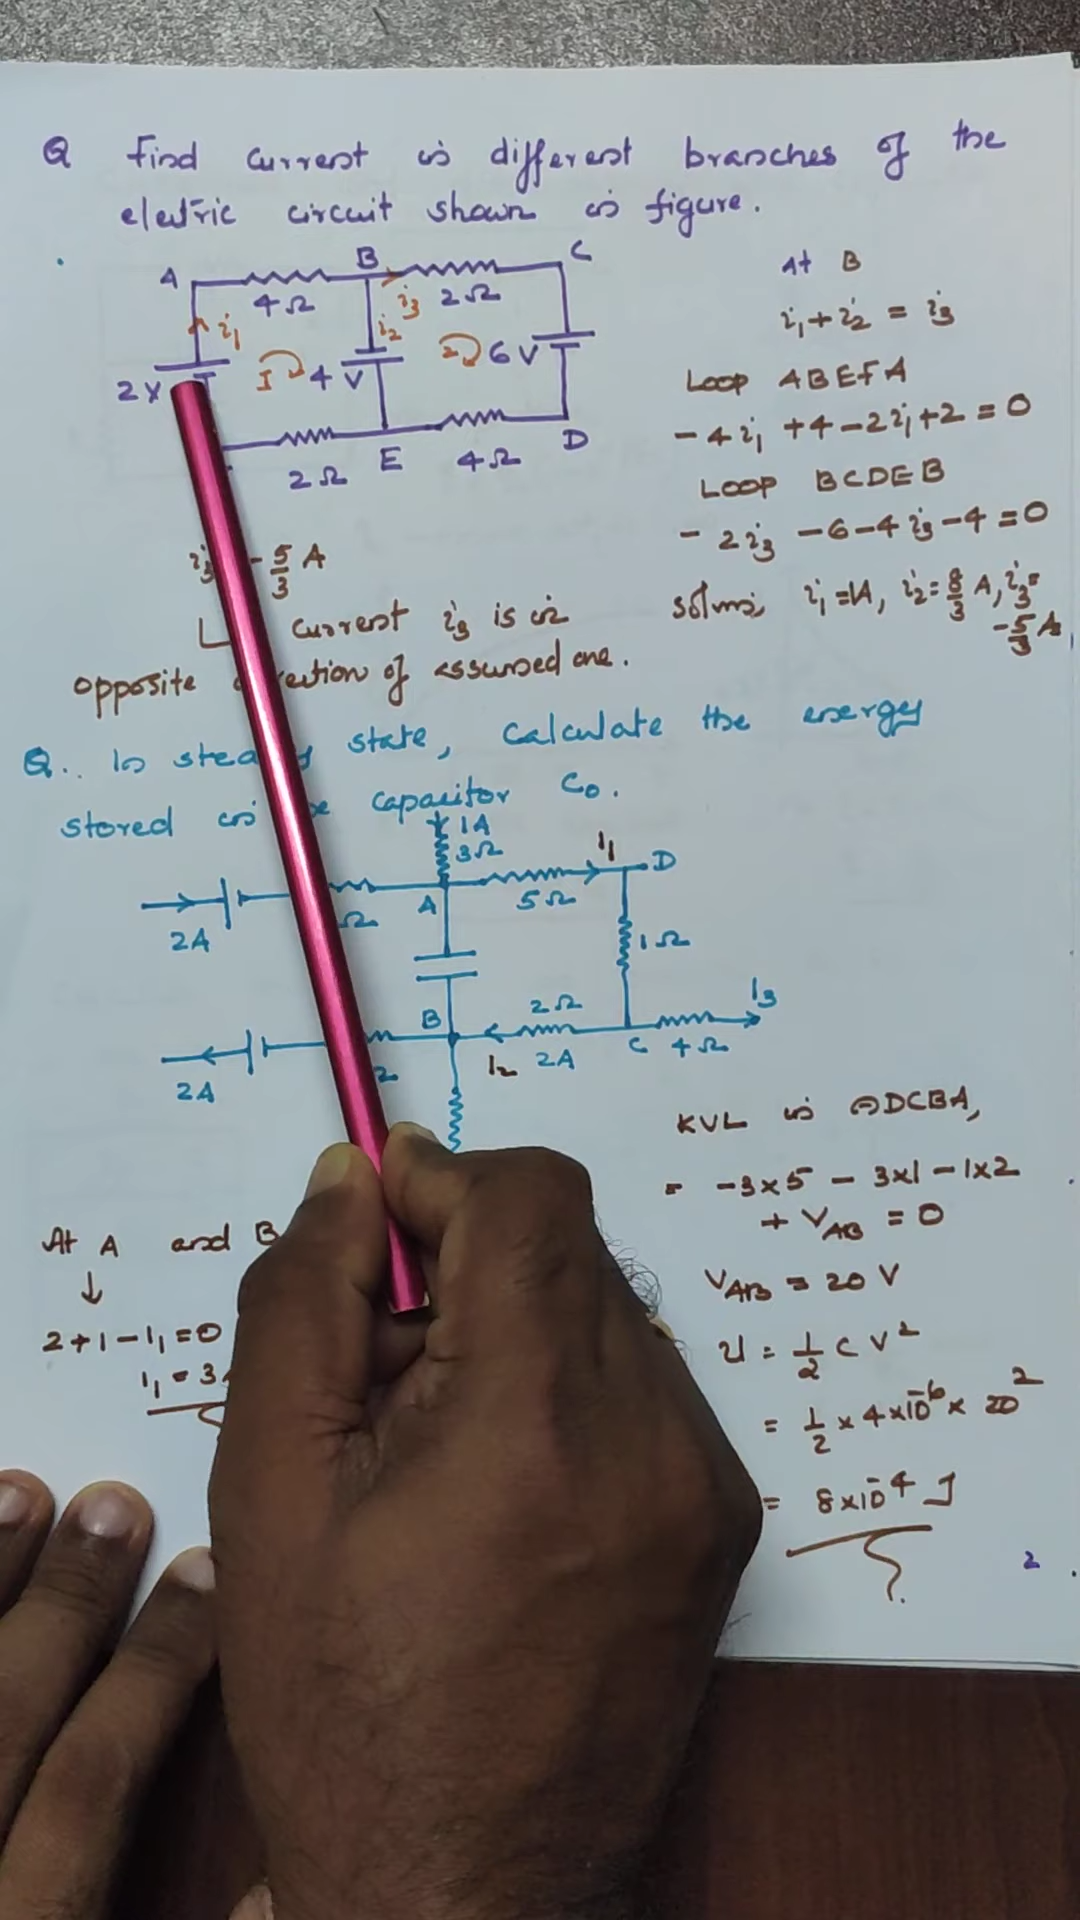 Q Find current in different branches of the
electric circuit shown in figure.
A B C
4Ω i₃ 2Ω
i₁ i₂
2V I 4V 2 6V
2Ω E 4Ω D
At B
i₁+i₂ = i₃
Loop ABEFA
- 4i₁ +4-2i₁+2=0
Loop BCDEB
- 2i₃ -6-4i₃-4=0
solving i₁=1A, i₂=8/3 A, i₃=
-5/3 A
i₃ -5/3 A
current i₃ is in
opposite of assumed one.
Q.. In state, calculate the energy
stored in capacitor C₀.
1A
3Ω I₁ D
2A Ω A 5Ω
1Ω
B 2Ω I₃
2A I₂ 2A C 4Ω
KVL in ADCBA,
= -3×5 - 3×1 - 1×2
+ VAB = 0
VAB = 20 V
U = 1/2 C V²
= 1/2 × 4×10⁻⁶ × 20²
= 8×10⁻⁴ J
At A and B
↓
2+1-I₁=0
I₁=3
2